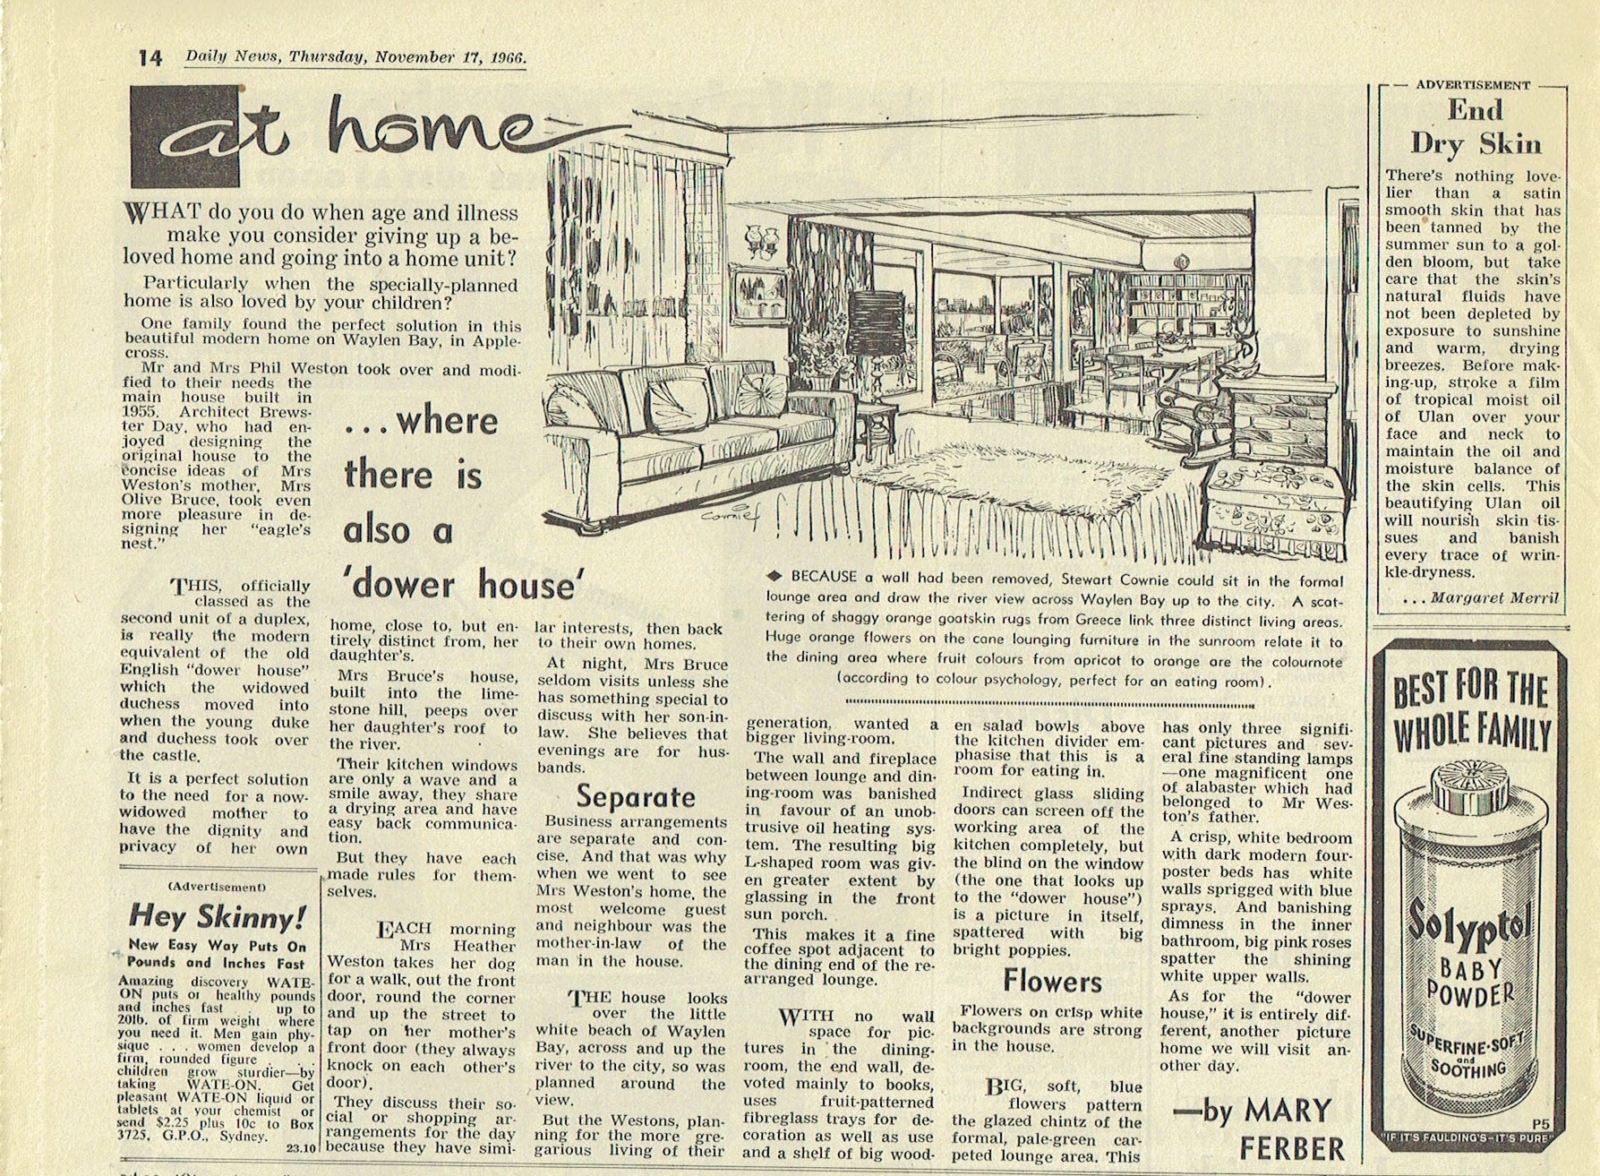 14 Daily News, Thursday, November 17, 1966.
at home
WHAT do you do when age and illness
make you consider giving up a be-
loved home and going into a home unit?
Particularly when the specially-planned
home is also loved by your children?
One family found the perfect solution in this
beautiful modern home on Waylen Bay, in Apple-
cross.
Mr and Mrs Phil Weston took over and modi-
fied to their needs the
main house built in
1955. Architect Brews-
ter Day, who had en-
joyed designing the
original house to the
concise ideas of Mrs
Weston's mother, Mrs
Olive Bruce, took even
more pleasure in de-
signing her "eagle's
nest."
...where
there is
also a
'dower house'
THIS, officially
classed as the
second unit of a duplex,
is really the modern
equivalent of the old
English "dower house"
which the widowed
duchess moved into
when the young duke
and duchess took over
the castle.
It is a perfect solution
to the need for a now-
widowed mother to
have the dignity and
privacy of her own
home, close to, but en-
tirely distinct from, her
daughter's.
Mrs Bruce's house,
built into the lime-
stone hill, peeps over
her daughter's roof to
the river.
Their kitchen windows
are only a wave and a
smile away, they share
a drying area and have
easy back communica-
tion.
But they have each
made rules for them-
selves.
EACH morning
Mrs Heather
Weston takes her dog
for a walk, out the front
door, round the corner
and up the street to
tap on her mother's
front door (they always
knock on each other's
door).
They discuss their so-
cial or shopping ar-
rangements for the day
because they have simi-
lar interests, then back
to their own homes.
At night, Mrs Bruce
seldom visits unless she
has something special to
discuss with her son-in-
law. She believes that
evenings are for hus-
bands.
Separate
Business arrangements
are separate and con-
cise. And that was why
when we went to see
Mrs Weston's home, the
most welcome guest
and neighbour was the
mother-in-law of the
man in the house.
THE house looks
over the little
white beach of Waylen
Bay, across and up the
river to the city, so was
planned around the
view.
But the Westons, plan-
ning for the more gre-
garious living of their
Cownie
◆ BECAUSE a wall had been removed, Stewart Cownie could sit in the formal
lounge area and draw the river view across Waylen Bay up to the city. A scat-
tering of shaggy orange goatskin rugs from Greece link three distinct living areas.
Huge orange flowers on the cane lounging furniture in the sunroom relate it to
the dining area where fruit colours from apricot to orange are the colournote
(according to colour psychology, perfect for an eating room).
generation, wanted a
bigger living-room.
The wall and fireplace
between lounge and din-
ing-room was banished
in favour of an unob-
trusive oil heating sys-
tem. The resulting big
L-shaped room was giv-
en greater extent by
glassing in the front
sun porch.
This makes it a fine
coffee spot adjacent to
the dining end of the re-
arranged lounge.
WITH no wall
space for pic-
tures in the dining-
room, the end wall, de-
voted mainly to books,
uses fruit-patterned
fibreglass trays for de-
coration as well as use
and a shelf of big wood-
en salad bowls above
the kitchen divider em-
phasise that this is a
room for eating in.
Indirect glass sliding
doors can screen off the
working area of the
kitchen completely, but
the blind on the window
(the one that looks up
to the "dower house")
is a picture in itself,
spattered with big
bright poppies.
Flowers
Flowers on crisp white
backgrounds are strong
in the house.
BIG, soft, blue
flowers pattern
the glazed chintz of the
formal, pale-green car-
peted lounge area. This
has only three signifi-
cant pictures and sev-
eral fine standing lamps
—one magnificent one
of alabaster which had
belonged to Mr Wes-
ton's father.
A crisp, white bedroom
with dark modern four-
poster beds has white
walls sprigged with blue
sprays. And banishing
dimness in the inner
bathroom, big pink roses
spatter the shining
white upper walls.
As for the "dower
house," it is entirely dif-
ferent, another picture
home we will visit an-
other day.
—by MARY
FERBER
(Advertisement)
Hey Skinny!
New Easy Way Puts On
Pounds and Inches Fast
Amazing discovery WATE-
ON puts on healthy pounds
and inches fast . . . up to
20lb. of firm weight where
you need it. Men gain phy-
sique . . . women develop a
firm, rounded figure . . .
children grow sturdier—by
taking WATE-ON. Get
pleasant WATE-ON liquid or
tablets at your chemist or
send $2.25 plus 10c to Box
3725, G.P.O., Sydney.
23.10
ADVERTISEMENT
End
Dry Skin
There's nothing love-
lier than a satin
smooth skin that has
been tanned by the
summer sun to a gol-
den bloom, but take
care that the skin's
natural fluids have
not been depleted by
exposure to sunshine
and warm, drying
breezes. Before mak-
ing-up, stroke a film
of tropical moist oil
of Ulan over your
face and neck to
maintain the oil and
moisture balance of
the skin cells. This
beautifying Ulan oil
will nourish skin tis-
sues and banish
every trace of wrin-
kle-dryness.
... Margaret Merril
BEST FOR THE
WHOLE FAMILY
Solyptol
BABY
POWDER
SUPERFINE-SOFT
and
SOOTHING
P5
"IF IT'S FAULDING'S—IT'S PURE"